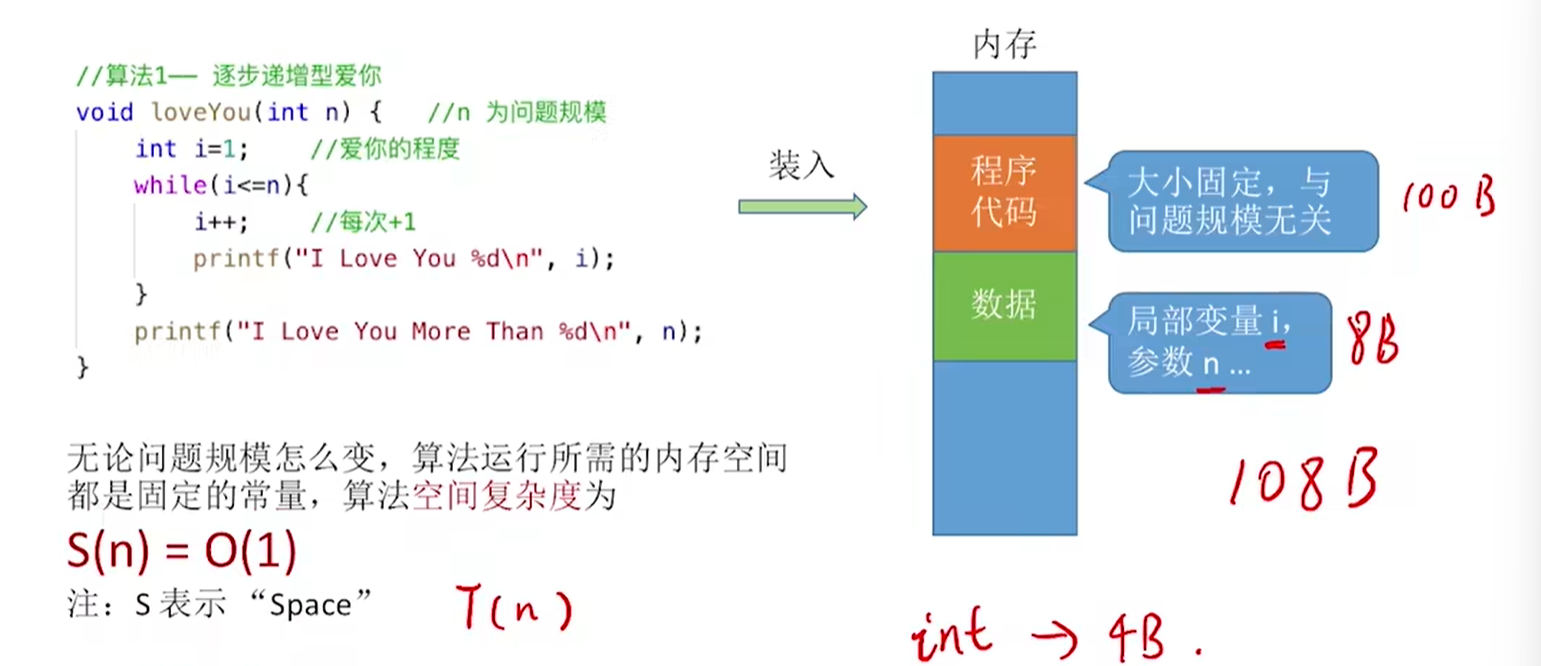 //算法1—— 逐步递增型爱你
void loveYou(int n) {   //n 为问题规模
    int i=1;    //爱你的程度
    while(i<=n){
        i++;    //每次+1
        printf("I Love You %d\n", i);
    }
    printf("I Love You More Than %d\n", n);
}
无论问题规模怎么变，算法运行所需的内存空间
都是固定的常量，算法空间复杂度为
S(n) = O(1)
注：S 表示 “Space”
T(n)
装入
内存
程序
代码
数据
大小固定，与
问题规模无关
100 B
局部变量 i，
参数 n ...
8B
108 B
int → 4B .